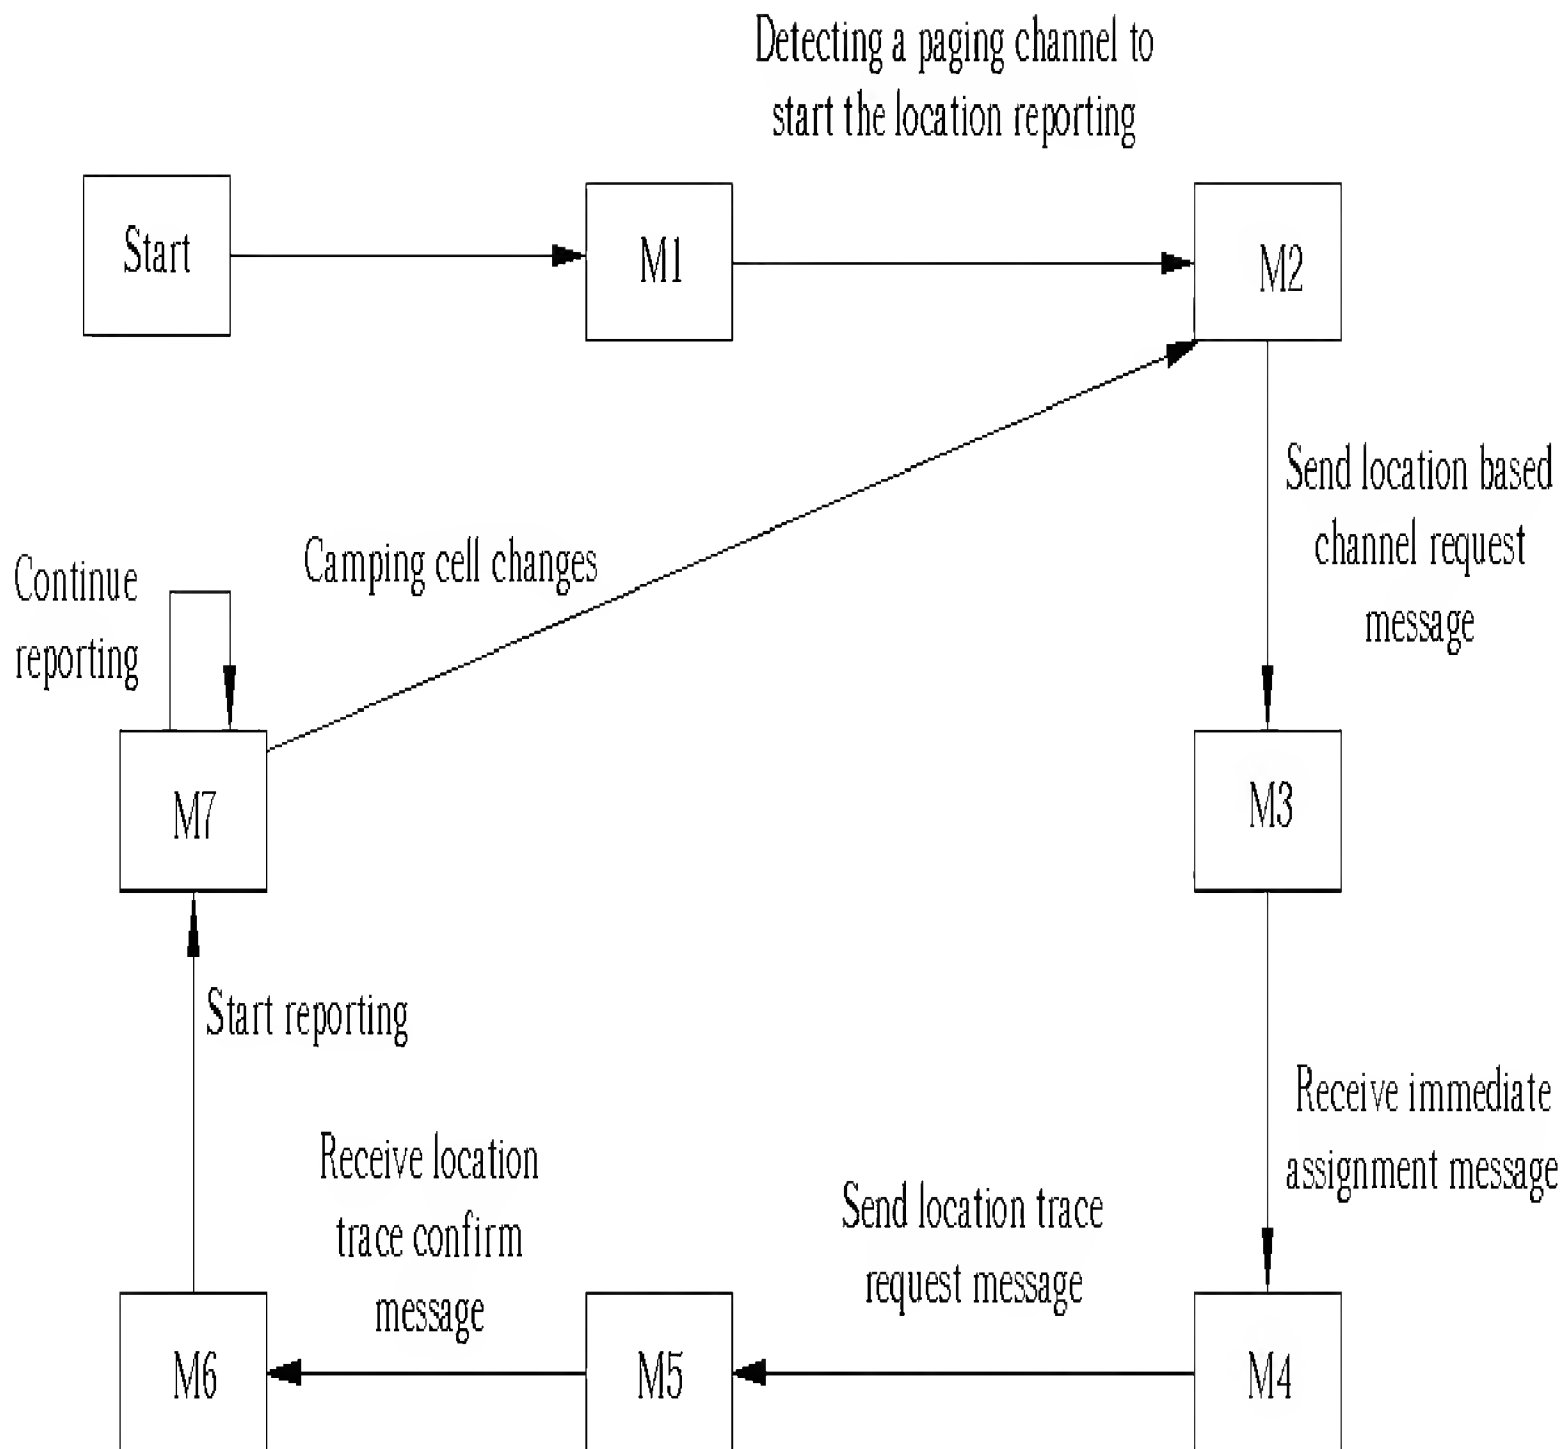 Detecting a paging channel to
start the location reporting
Start
M1
M2
Send location based
channel request
message
Camping cell changes
Continue
reporting
M7
M3
Start reporting
Receive immediate
assignment message
Receive location
trace confirm
message
Send location trace
request message
M6
M5
M4